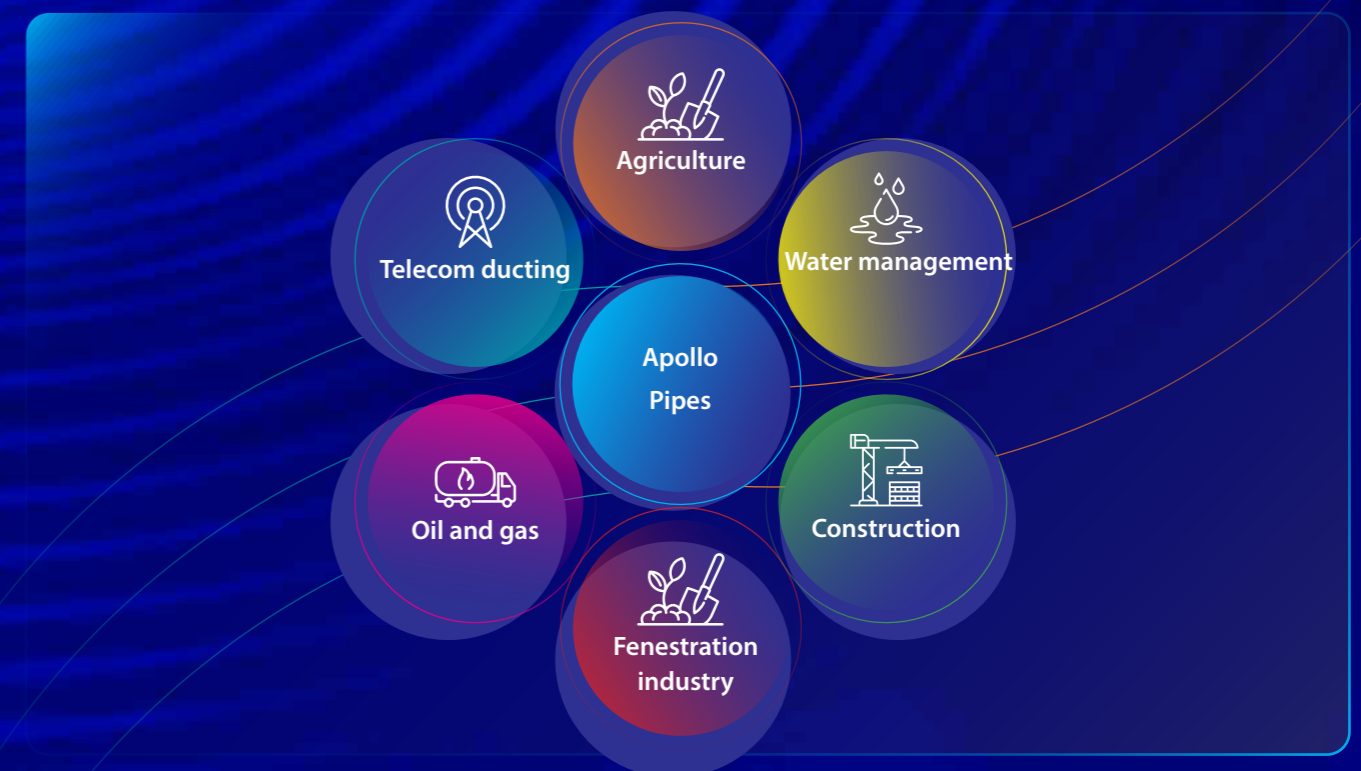 Agriculture
Telecom ducting
Water management
Apollo
Pipes
Oil and gas
Construction
Fenestration
industry